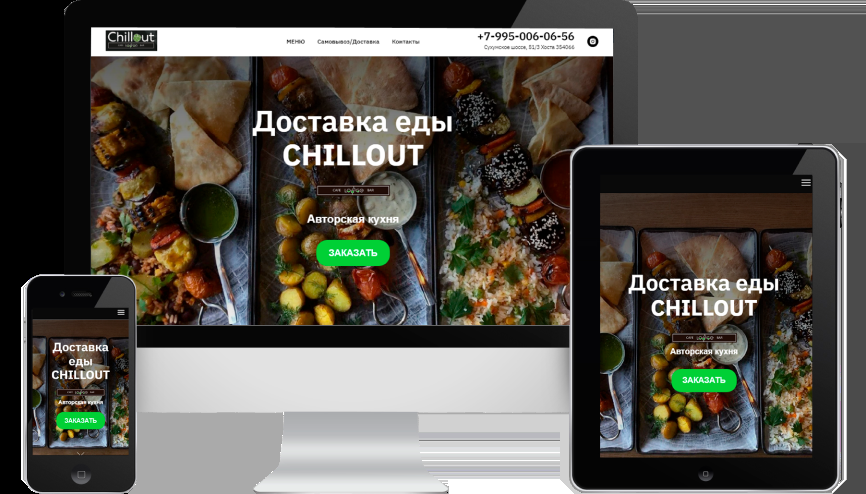 Chillout
МЕНЮ Самовывоз/Доставка Контакты
+7-995-006-06-56
Сухумское шоссе, 51/3 Хоста 354066
Доставка еды
CHILLOUT
Авторская кухня
ЗАКАЗАТЬ
Доставка
еды
CHILLOUT
Авторская кухня
ЗАКАЗАТЬ
Доставка еды
CHILLOUT
Авторская кухня
ЗАКАЗАТЬ